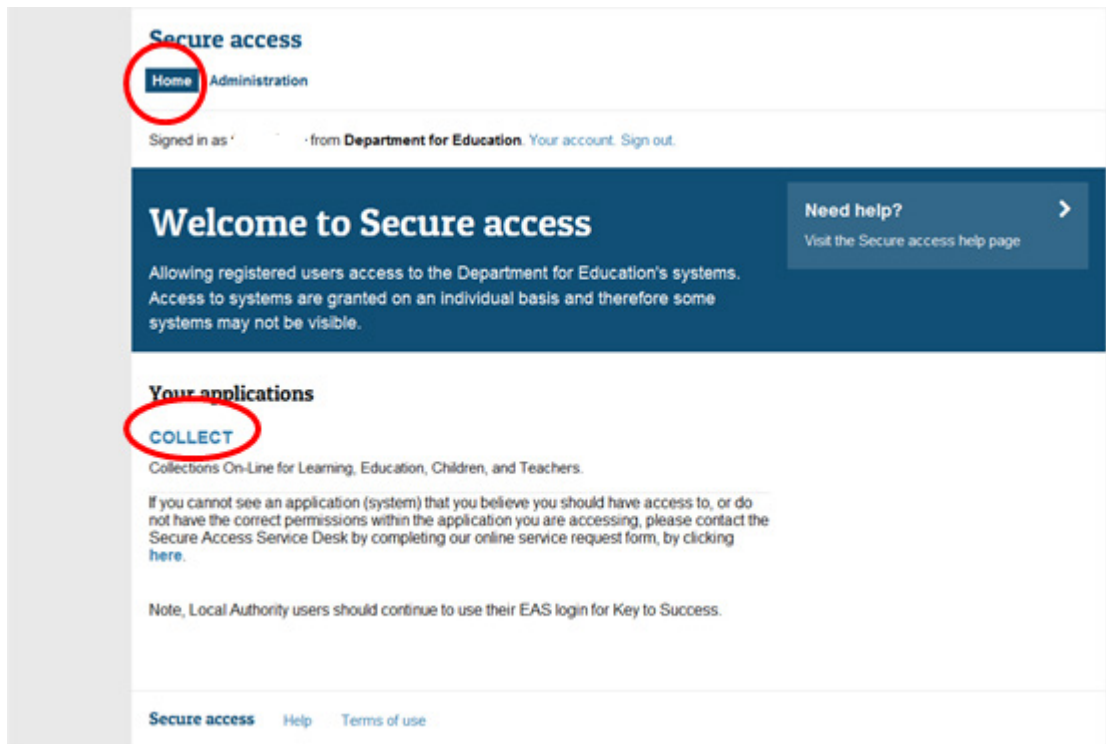 Secure access
Home Administration
Signed in as from Department for Education. Your account. Sign out.
Welcome to Secure access
Allowing registered users access to the Department for Education's systems.
Access to systems are granted on an individual basis and therefore some
systems may not be visible.
Need help?
Visit the Secure access help page
Your applications
COLLECT
Collections On-Line for Learning, Education, Children, and Teachers.
If you cannot see an application (system) that you believe you should have access to, or do
not have the correct permissions within the application you are accessing, please contact the
Secure Access Service Desk by completing our online service request form, by clicking
here.
Note, Local Authority users should continue to use their EAS login for Key to Success.
Secure access Help Terms of use